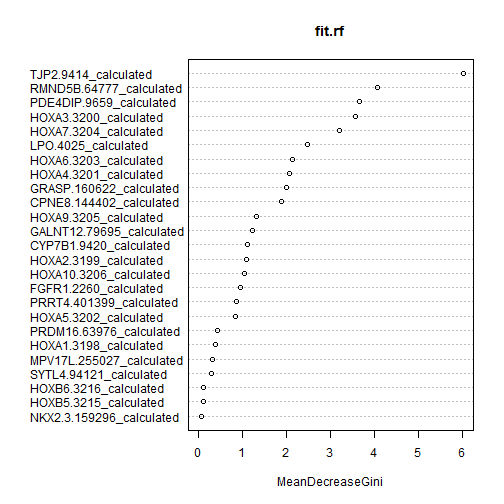 fit.rf
TJP2.9414_calculated
RMND5B.64777_calculated
PDE4DIP.9659_calculated
HOXA3.3200_calculated
HOXA7.3204_calculated
LPO.4025_calculated
HOXA6.3203_calculated
HOXA4.3201_calculated
GRASP.160622_calculated
CPNE8.144402_calculated
HOXA9.3205_calculated
GALNT12.79695_calculated
CYP7B1.9420_calculated
HOXA2.3199_calculated
HOXA10.3206_calculated
FGFR1.2260_calculated
PRRT4.401399_calculated
HOXA5.3202_calculated
PRDM16.63976_calculated
HOXA1.3198_calculated
MPV17L.255027_calculated
SYTL4.94121_calculated
HOXB6.3216_calculated
HOXB5.3215_calculated
NKX2.3.159296_calculated
0 1 2 3 4 5 6
MeanDecreaseGini